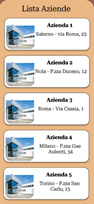 Lista Aziende
Azienda 1
Salerno - via Roma, 23
Azienda 2
Nola - P.zza Duomo, 12
Azienda 3
Roma - Via Cassia, 1
Azienda 4
Milano - P.zza Gae
Aulenti, 34
Azienda 5
Torino - P.zza San
Carlo, 15